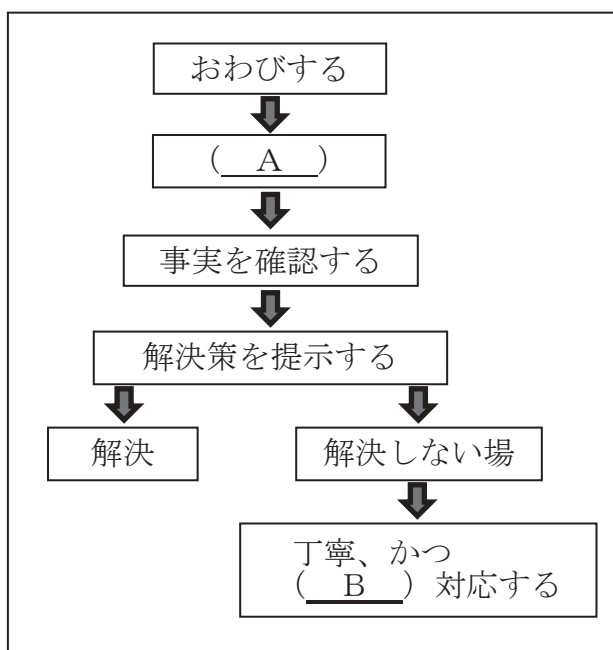 おわびする
(　A　)
事実を確認する
解決策を提示する
解決
解決しない場
丁寧、かつ
(　B　) 対応する